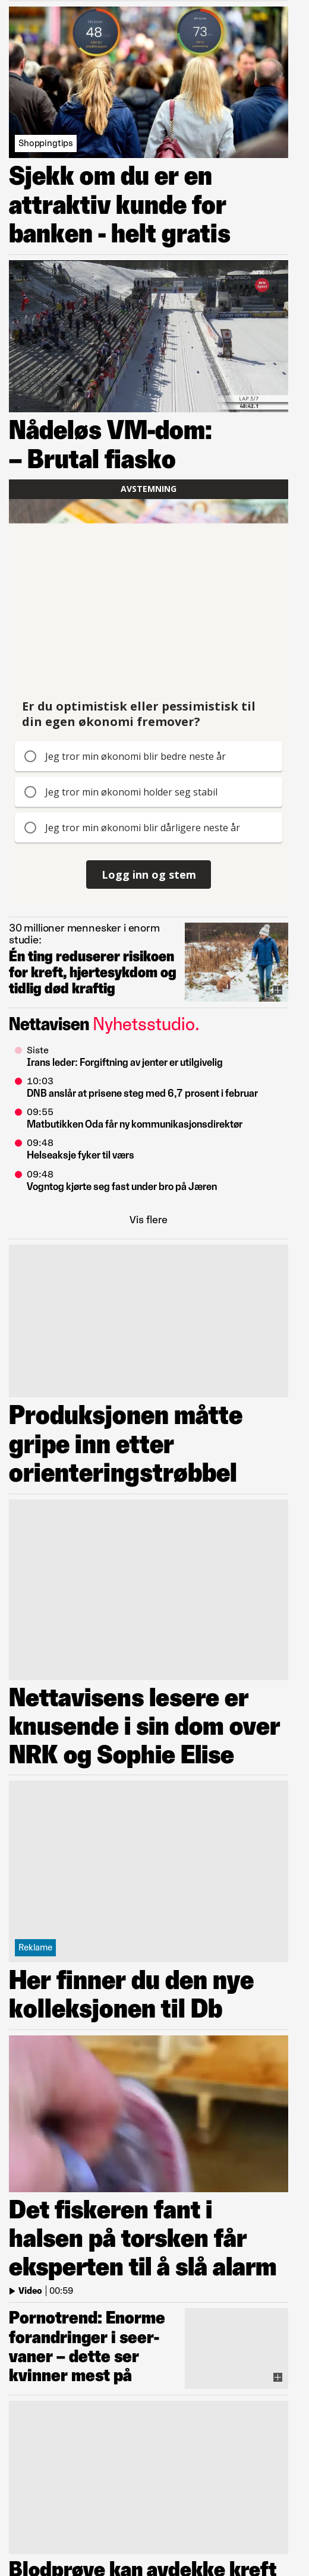 48
73
Shoppingtips
Sjekk om du er en
attraktiv kunde for
banken - helt gratis
LAP 5/7
Nådeløs VM-dom:
– Brutal fiasko
AVSTEMNING
Er du optimistisk eller pessimistisk til
din egen økonomi fremover?
Jeg tror min økonomi blir bedre neste år
Jeg tror min økonomi holder seg stabil
Jeg tror min økonomi blir dårligere neste år
Logg inn og stem
30 millioner mennesker i enorm
studie:
Én ting reduserer risikoen
for kreft, hjertesykdom og
tidlig død kraftig
Nettavisen Nyhetsstudio.
Siste
Irans leder: Forgiftning av jenter er utilgivelig
10:03
DNB anslår at prisene steg med 6,7 prosent i februar
09:55
Matbutikken Oda får ny kommunikasjonsdirektør
09:48
Helseaksje fyker til værs
09:48
Vogntog kjørte seg fast under bro på Jæren
Vis flere
Produksjonen måtte
gripe inn etter
orienteringstrøbbel
Nettavisens lesere er
knusende i sin dom over
NRK og Sophie Elise
Reklame
Her finner du den nye
kolleksjonen til Db
Det fiskeren fant i
halsen på torsken får
eksperten til å slå alarm
Video | 00:59
Pornotrend: Enorme
forandringer i seer-
vaner – dette ser
kvinner mest på
Blodprøve kan avdekke kreft